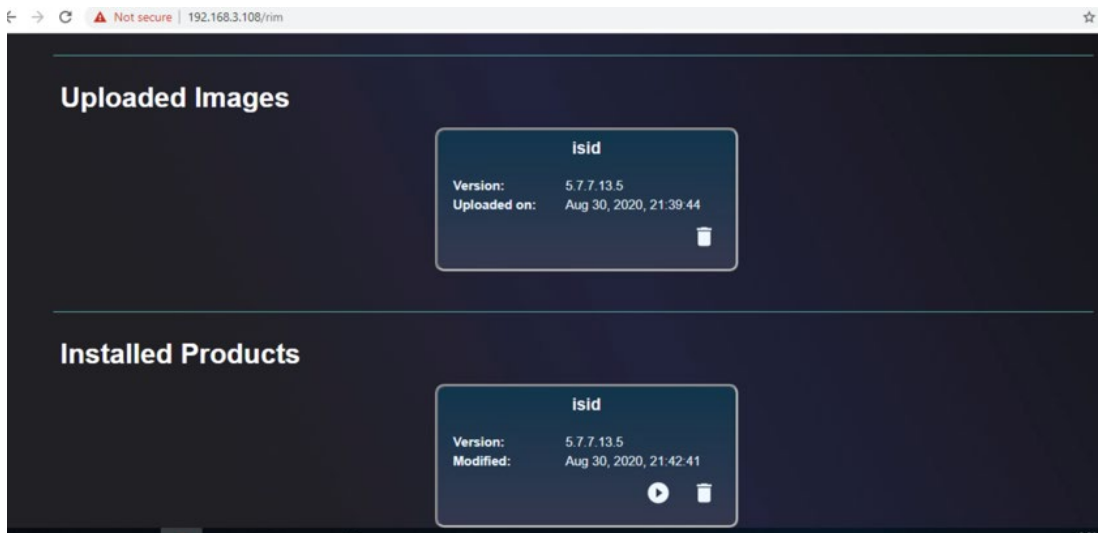 Not secure | 192.168.3.108/rim
Uploaded Images
isid
Version: 5.7.7.13.5
Uploaded on: Aug 30, 2020, 21:39:44
Installed Products
isid
Version: 5.7.7.13.5
Modified: Aug 30, 2020, 21:42:41